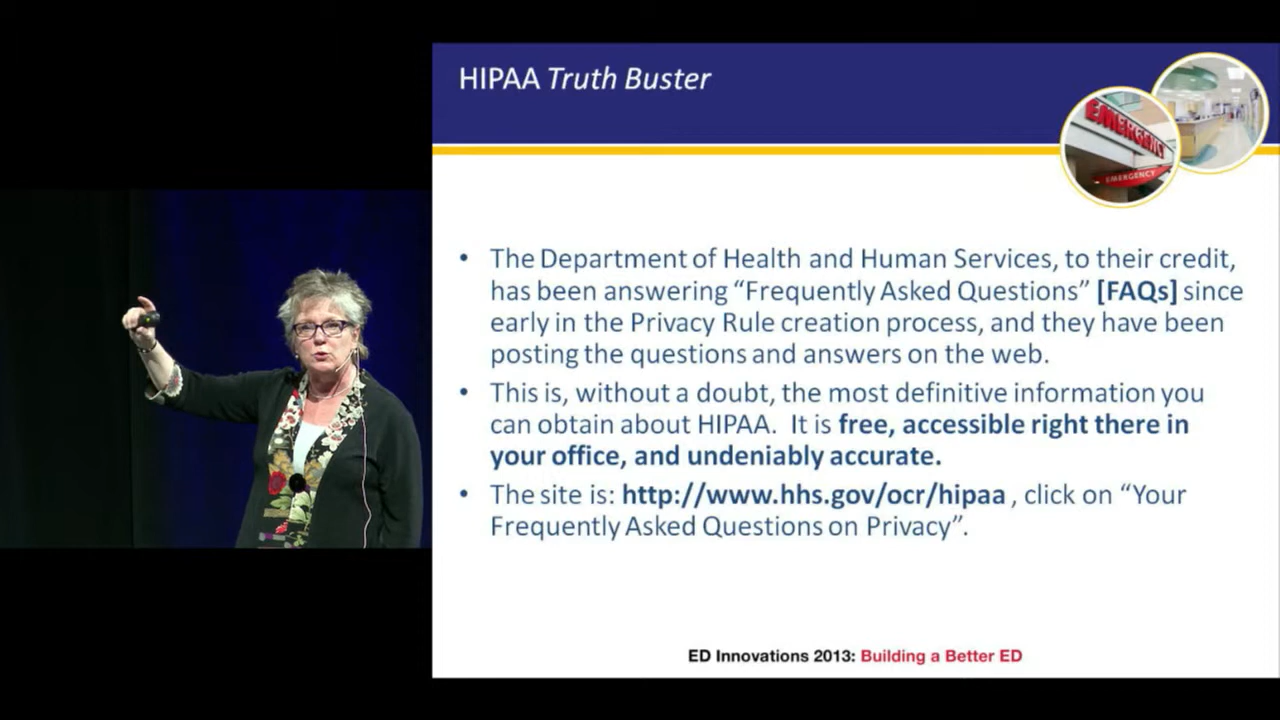 HIPAA Truth Buster
EMERGENCY
EMERGENCY
• The Department of Health and Human Services, to their credit,
has been answering “Frequently Asked Questions” [FAQs] since
early in the Privacy Rule creation process, and they have been
posting the questions and answers on the web.
• This is, without a doubt, the most definitive information you
can obtain about HIPAA. It is free, accessible right there in
your office, and undeniably accurate.
• The site is: http://www.hhs.gov/ocr/hipaa , click on “Your
Frequently Asked Questions on Privacy”.
ED Innovations 2013: Building a Better ED